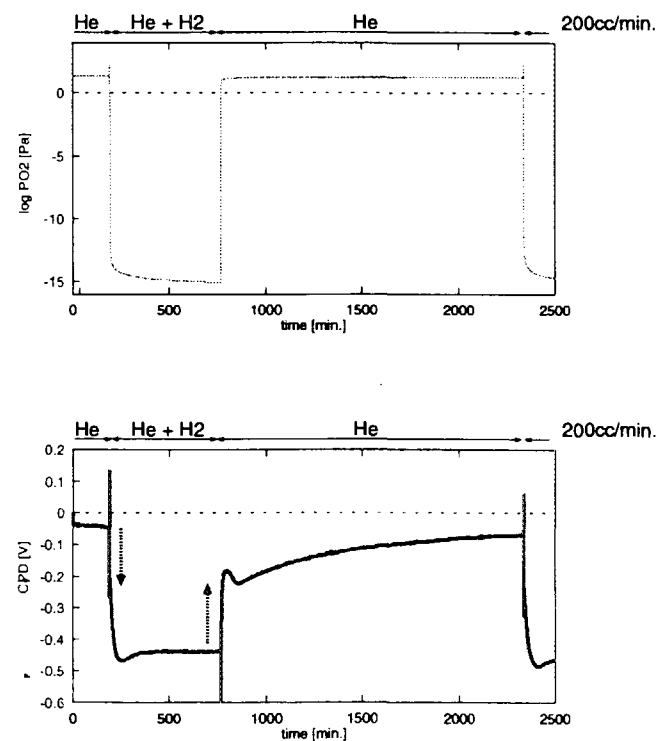 He He + H2 He 200cc/min.
0
-5
-10
-15
log PO2 [Pa]
0 500 1000 1500 2000 2500
time [min.]
He He + H2 He 200cc/min.
0.2
0.1
0
-0.1
-0.2
-0.3
-0.4
-0.5
-0.6
CPD [V]
0 500 1000 1500 2000 2500
time [min.]